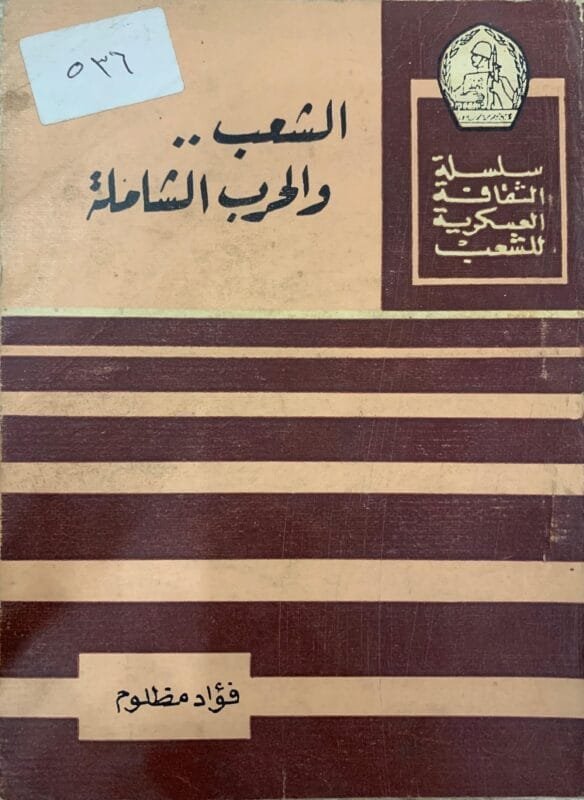 ٥٣٦
الشعب ..
والحرب الشاملة
سلسلة
الثقافة
العسكرية
للشعب
فؤاد مظلوم